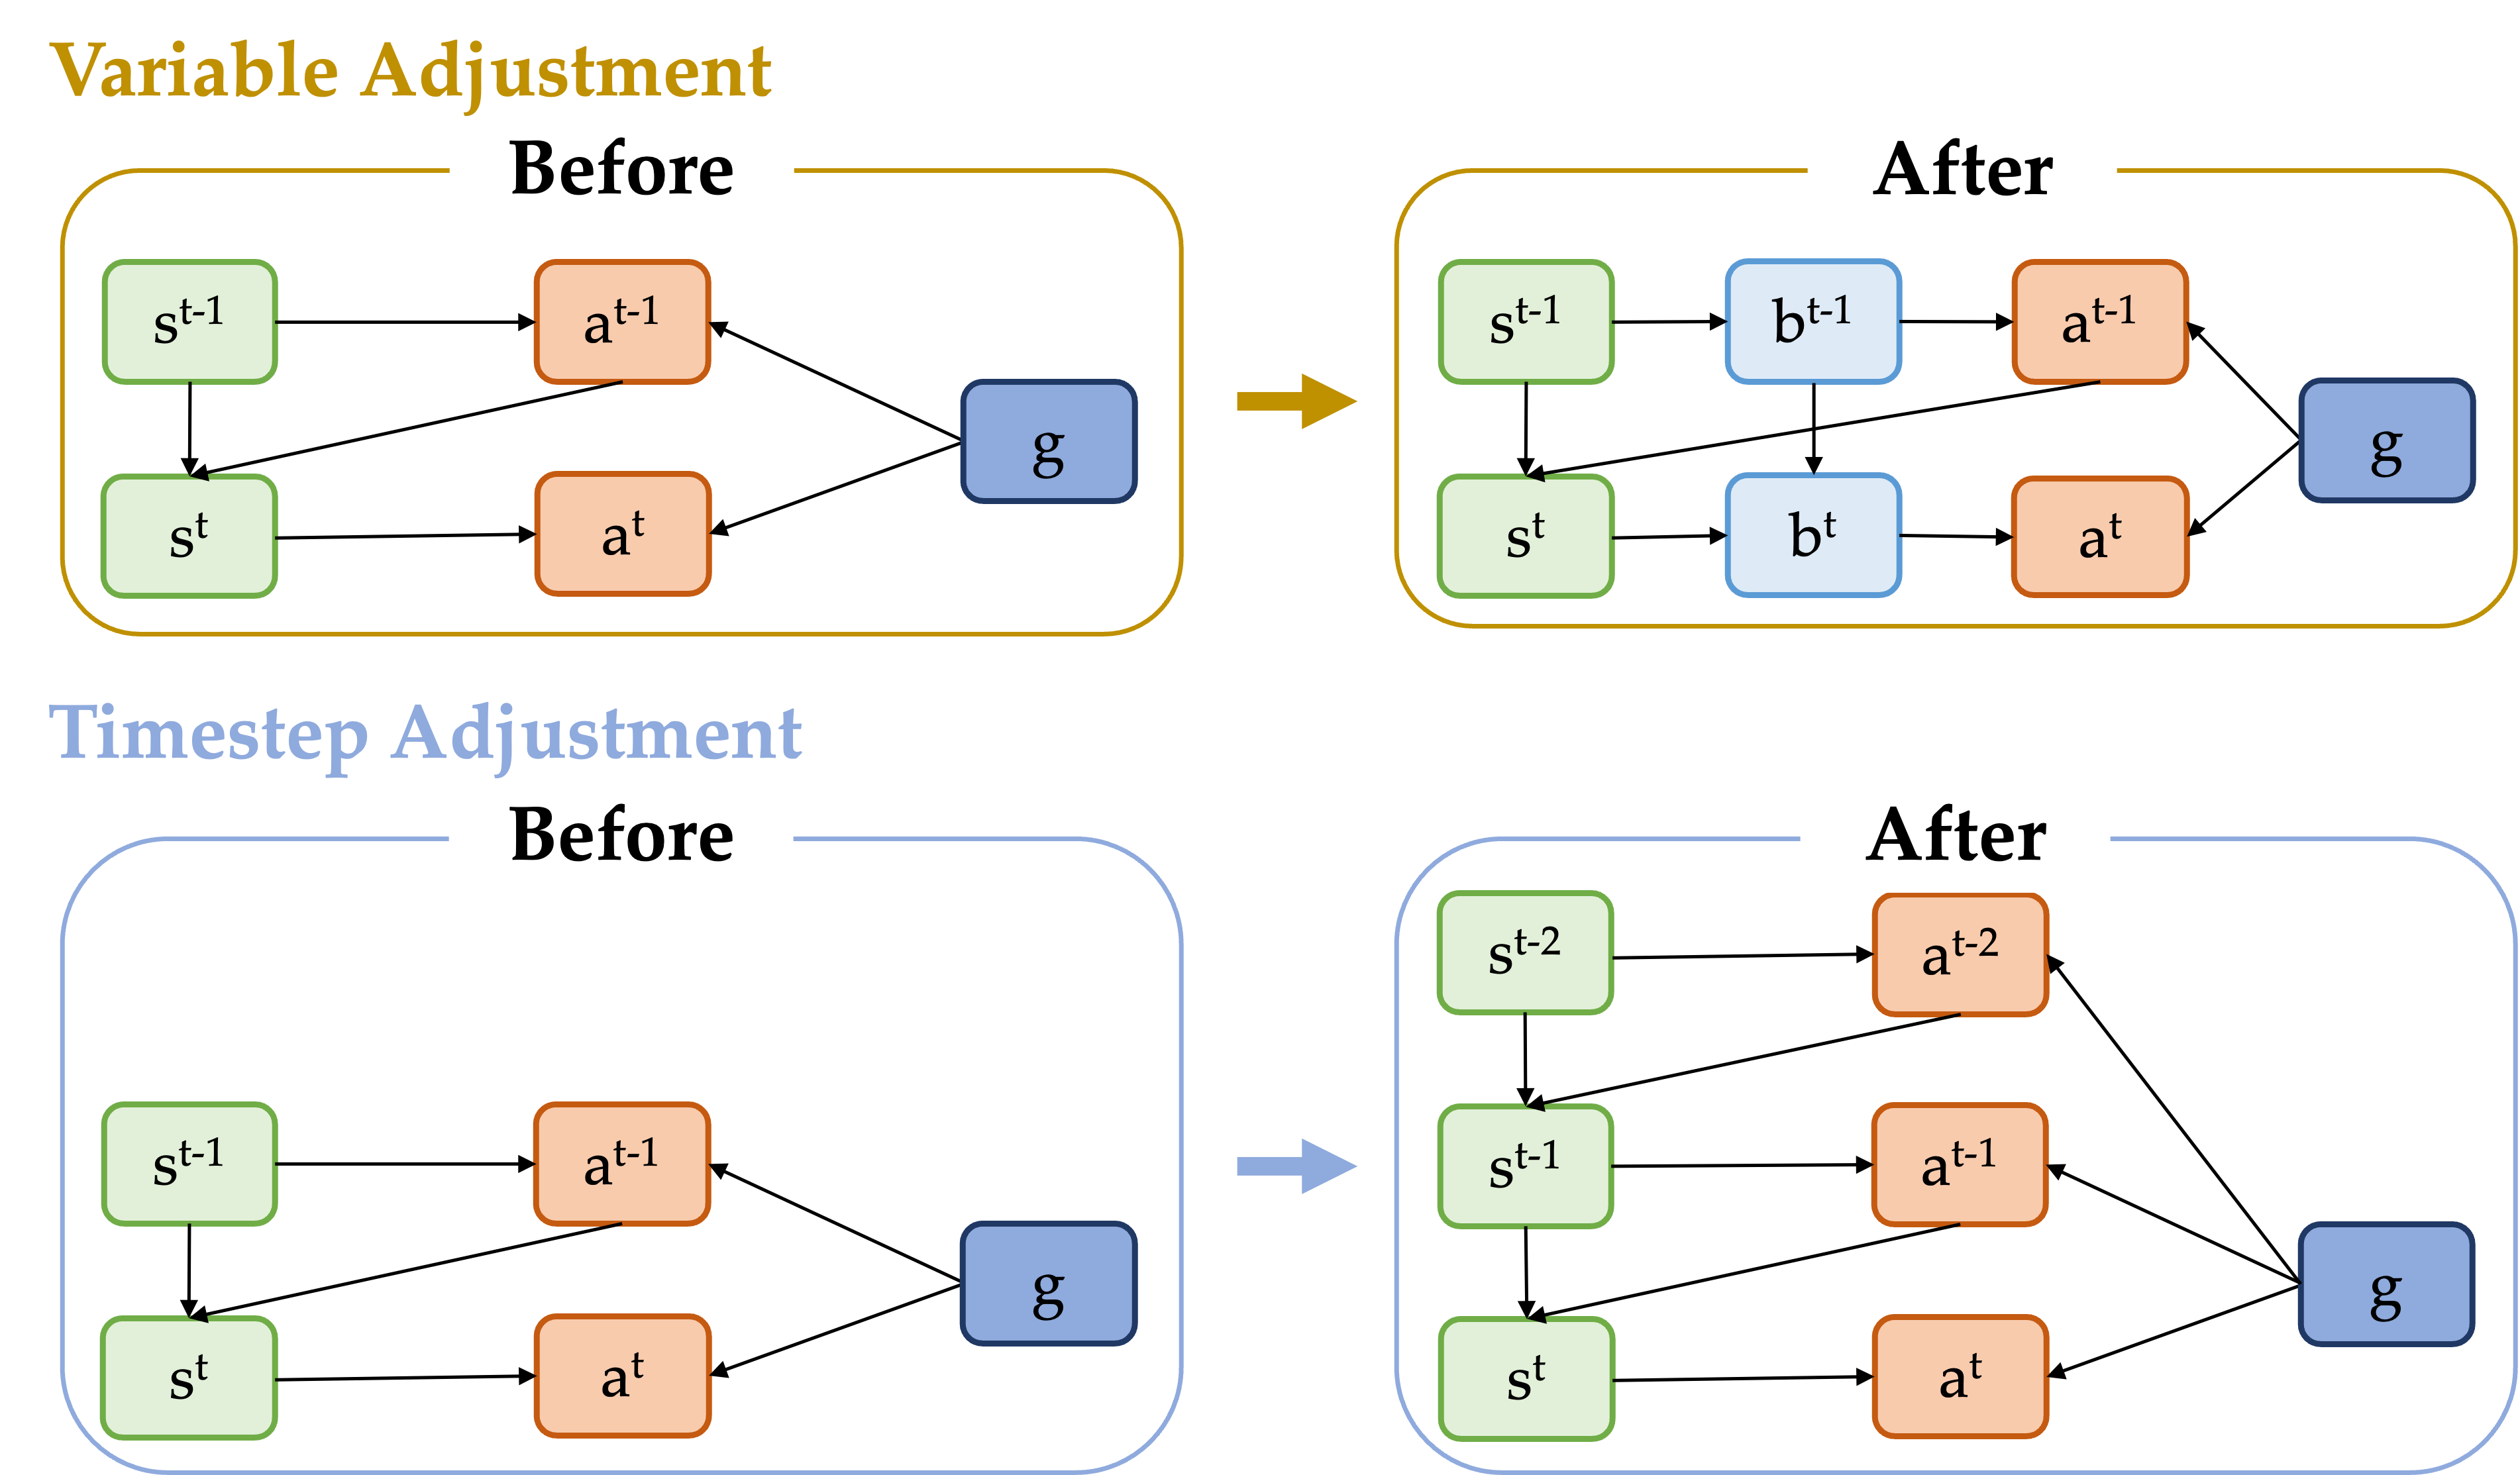 Variable Adjustment
Before
After
s^t-1
a^t-1
g
s^t
a^t
s^t-1
b^t-1
a^t-1
g
s^t
b^t
a^t
Timestep Adjustment
Before
After
s^t-1
a^t-1
g
s^t
a^t
s^t-2
a^t-2
s^t-1
a^t-1
g
s^t
a^t